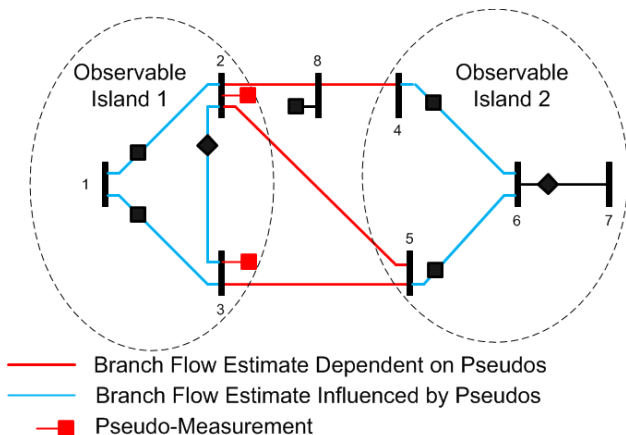 2
8
Observable
Island 1
Observable
Island 2
4
1
6
7
5
3
Branch Flow Estimate Dependent on Pseudos
Branch Flow Estimate Influenced by Pseudos
Pseudo-Measurement